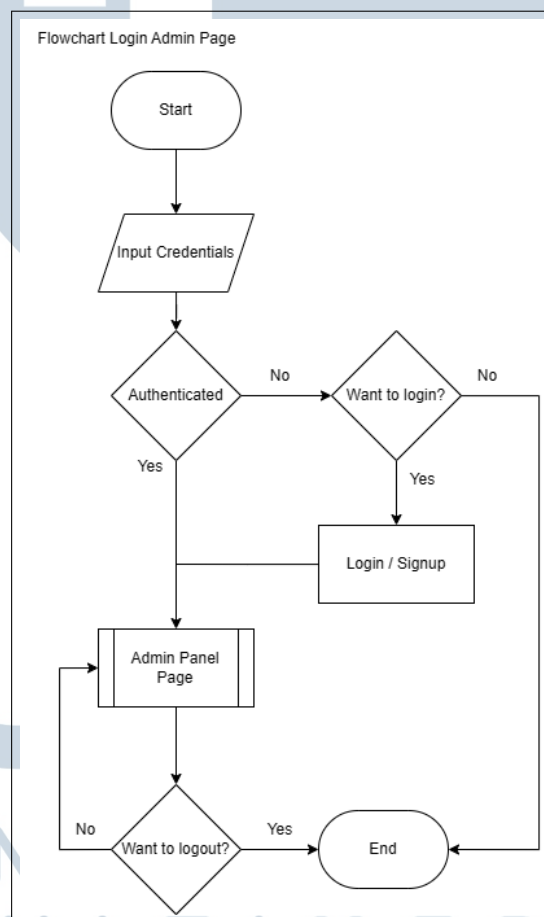 Flowchart Login Admin Page
Start
Input Credentials
Authenticated
No
Want to login?
No
Yes
Yes
Login / Signup
Admin Panel
Page
No
Want to logout?
Yes
End